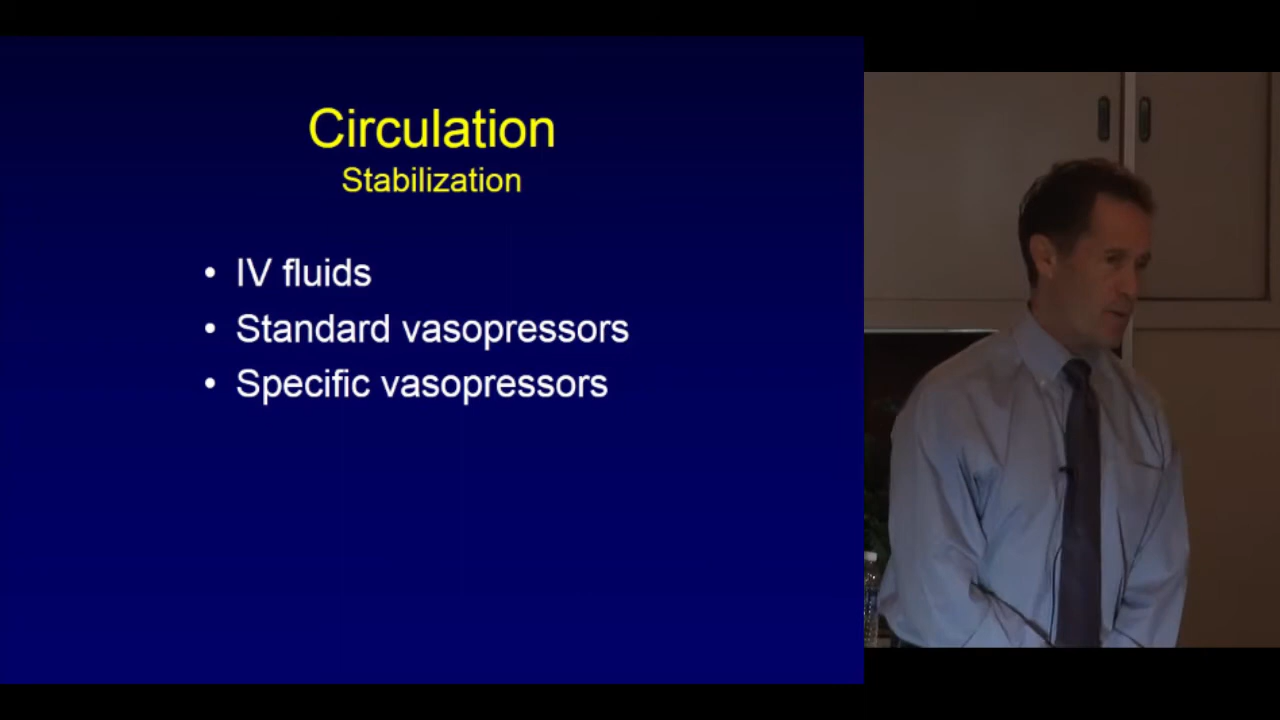 Circulation
Stabilization
• IV fluids
• Standard vasopressors
• Specific vasopressors